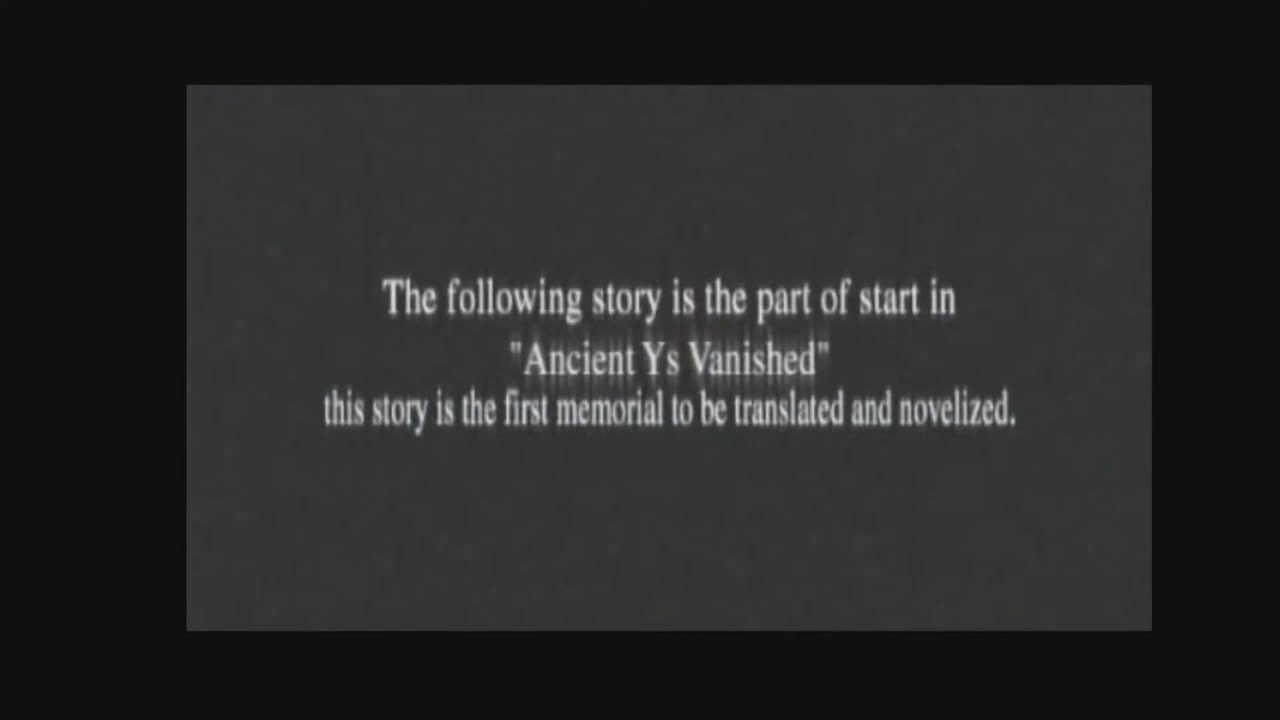 The following story is the part of start in
"Ancient Ys Vanished"
this story is the first memorial to be translated and novelized.